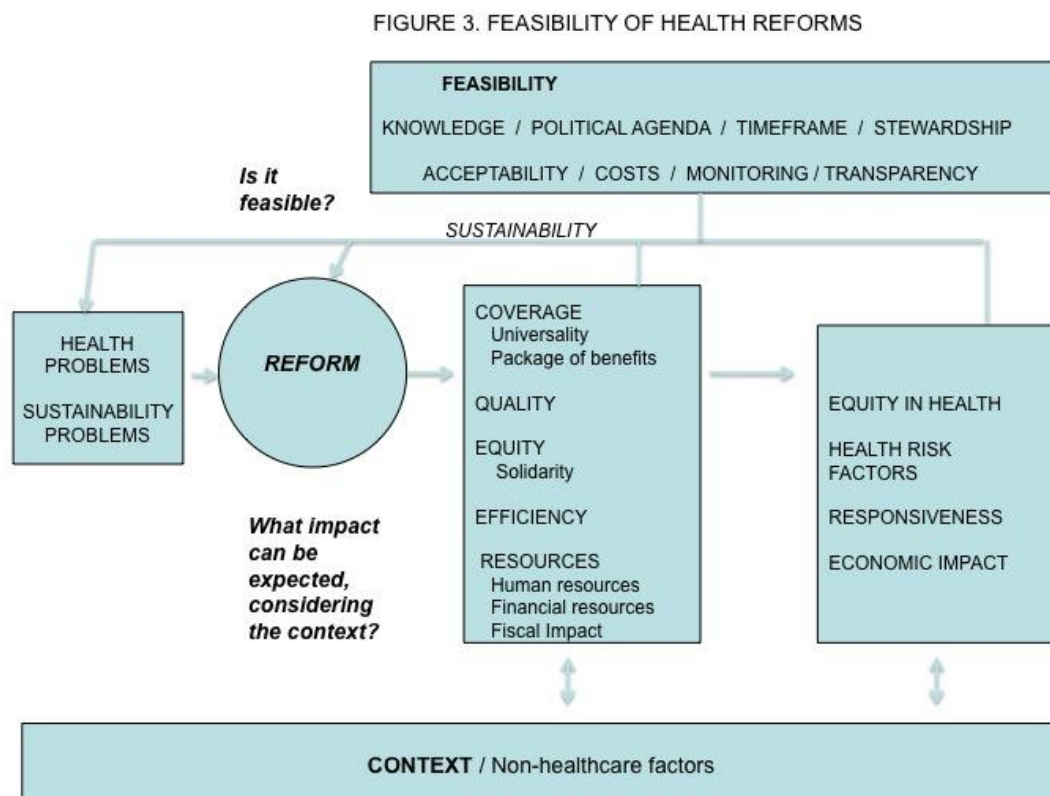 FIGURE 3. FEASIBILITY OF HEALTH REFORMS
FEASIBILITY
KNOWLEDGE / POLITICAL AGENDA / TIMEFRAME / STEWARDSHIP
ACCEPTABILITY / COSTS / MONITORING / TRANSPARENCY
Is it
feasible?
SUSTAINABILITY
HEALTH
PROBLEMS
SUSTAINABILITY
PROBLEMS
REFORM
What impact
can be
expected,
considering
the context?
COVERAGE
Universality
Package of benefits
QUALITY
EQUITY
Solidarity
EFFICIENCY
RESOURCES
Human resources
Financial resources
Fiscal Impact
EQUITY IN HEALTH
HEALTH RISK
FACTORS
RESPONSIVENESS
ECONOMIC IMPACT
CONTEXT / Non-healthcare factors